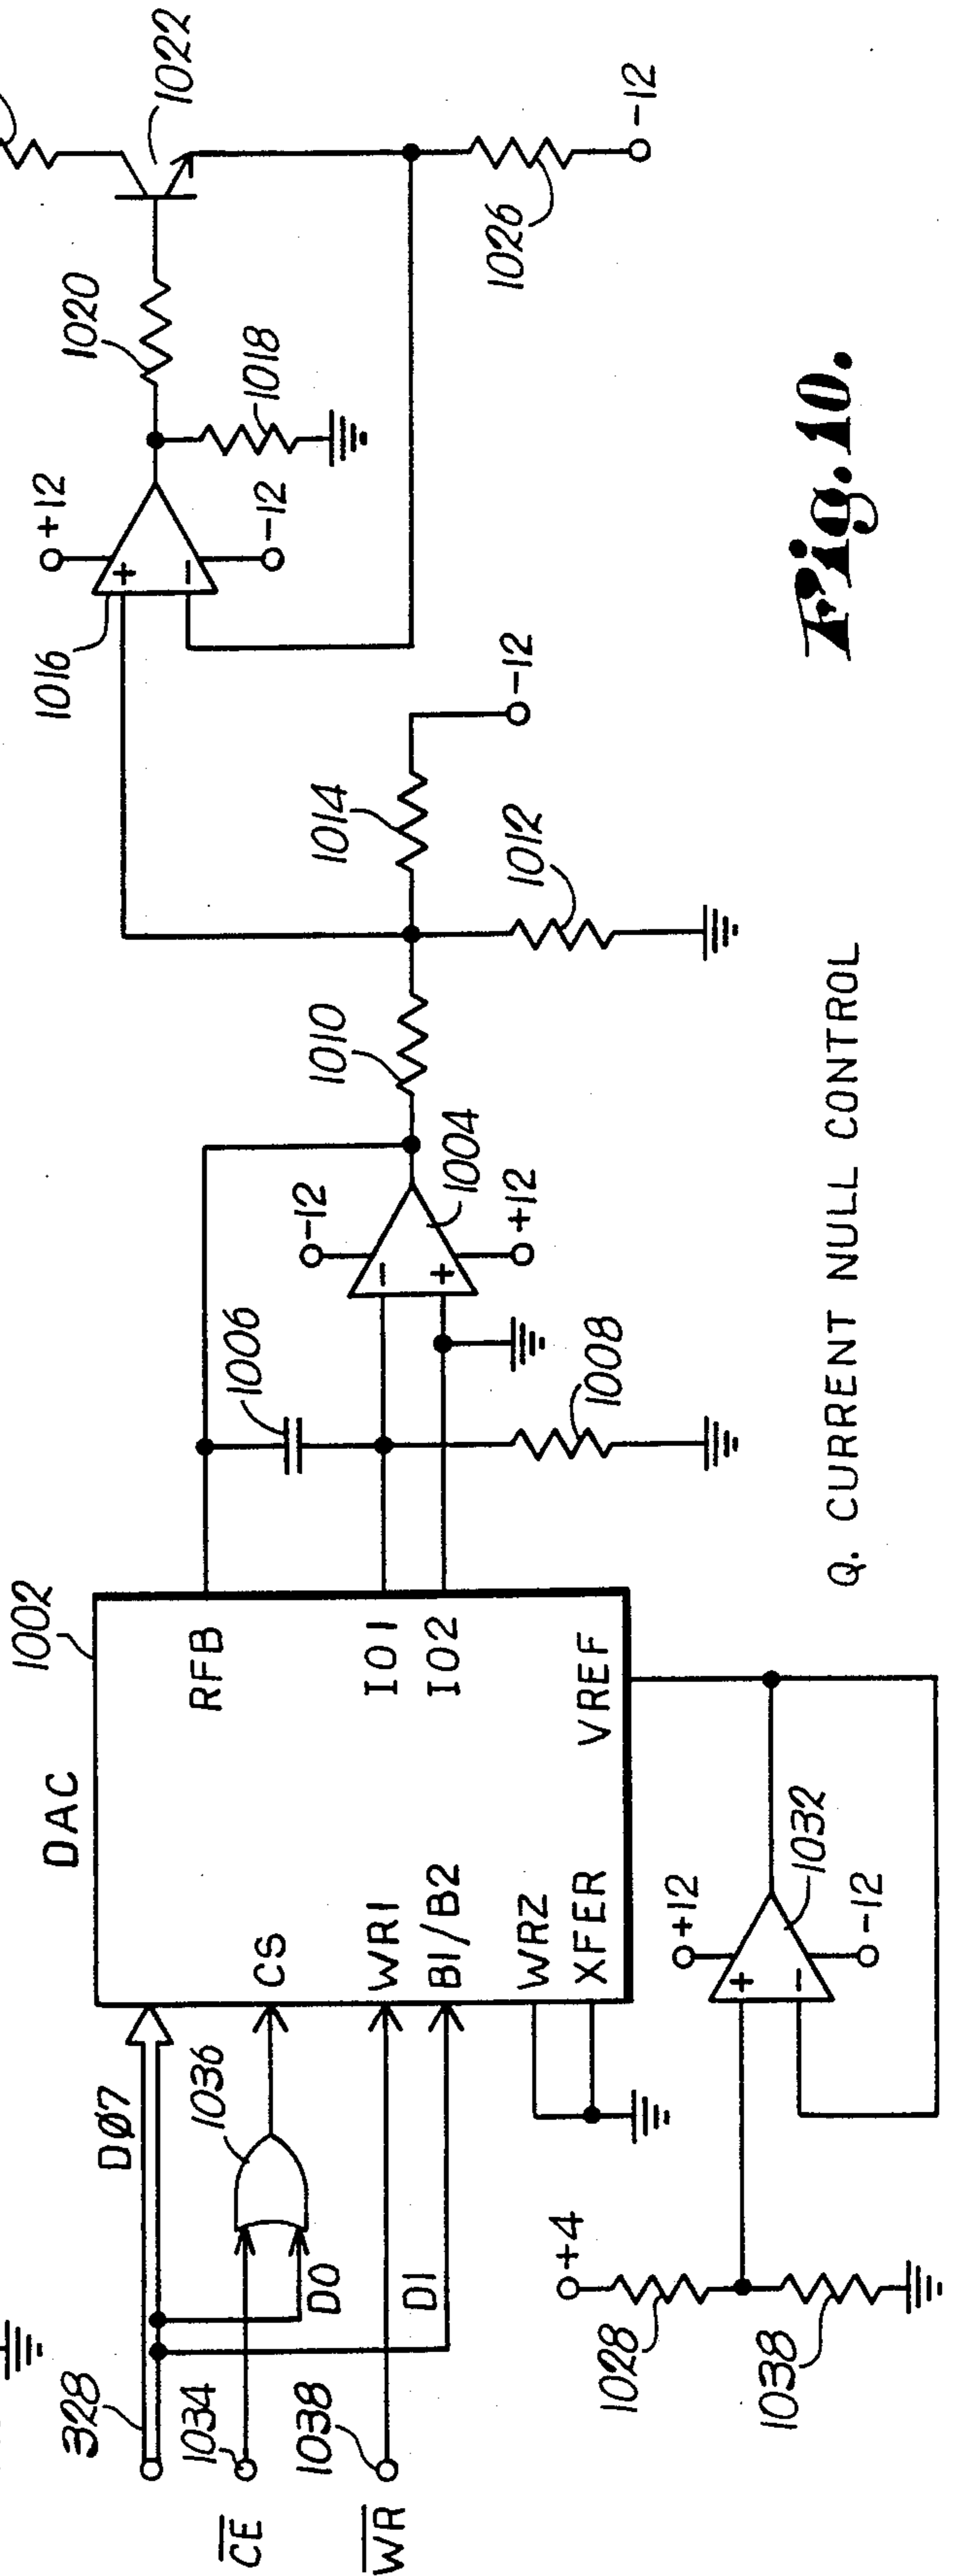 1022
1020
1018
+12
-12
1016
1026
-12
1014
-12
1012
1010
1004
-12
+12
1006
1008
1002
DAC
RFB
IO1
IO2
VREF
CS
WR1
B1/B2
WRZ
XFER
DØ7
1036
D0
D1
328
1034
CE
1038
WR
+12
-12
1032
+4
1028
1038
Q. CURRENT NULL CONTROL
Fig. 10.